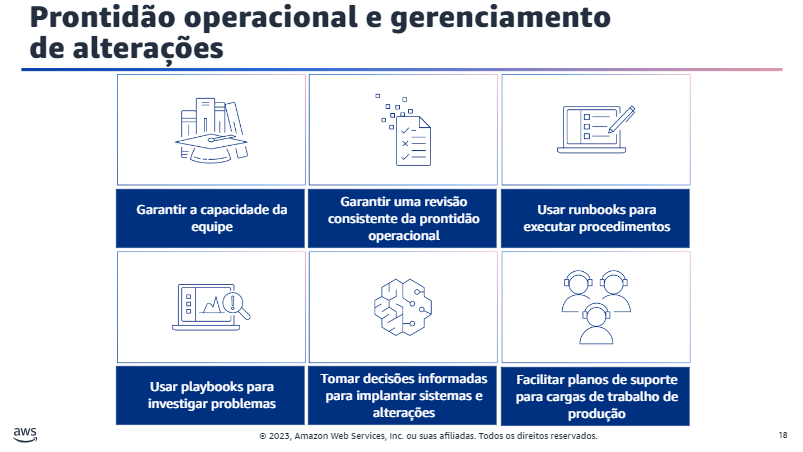 Prontidão operacional e gerenciamento
de alterações
Garantir a capacidade da
equipe
Garantir uma revisão
consistente da prontidão
operacional
Usar runbooks para
executar procedimentos
Usar playbooks para
investigar problemas
Tomar decisões informadas
para implantar sistemas e
alterações
Facilitar planos de suporte
para cargas de trabalho de
produção
aws
© 2023, Amazon Web Services, Inc. ou suas afiliadas. Todos os direitos reservados.
18